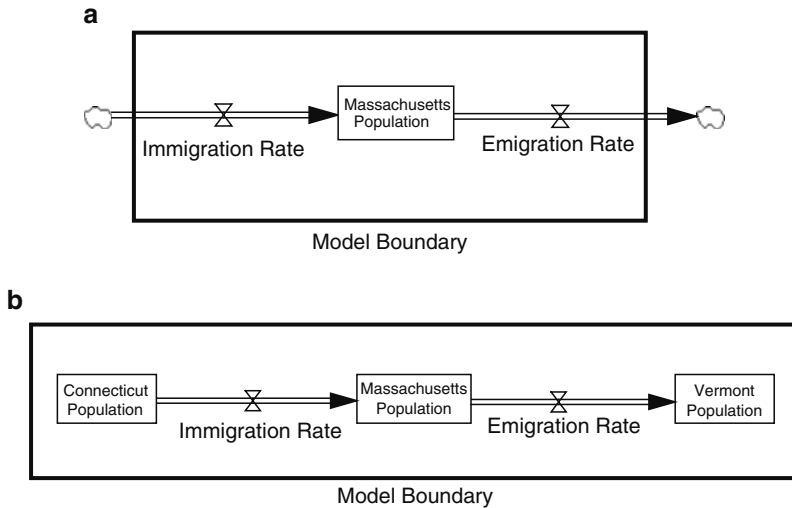 a
Massachusetts
Population
Immigration Rate
Emigration Rate
Model Boundary
b
Connecticut
Population
Massachusetts
Population
Vermont
Population
Immigration Rate
Emigration Rate
Model Boundary